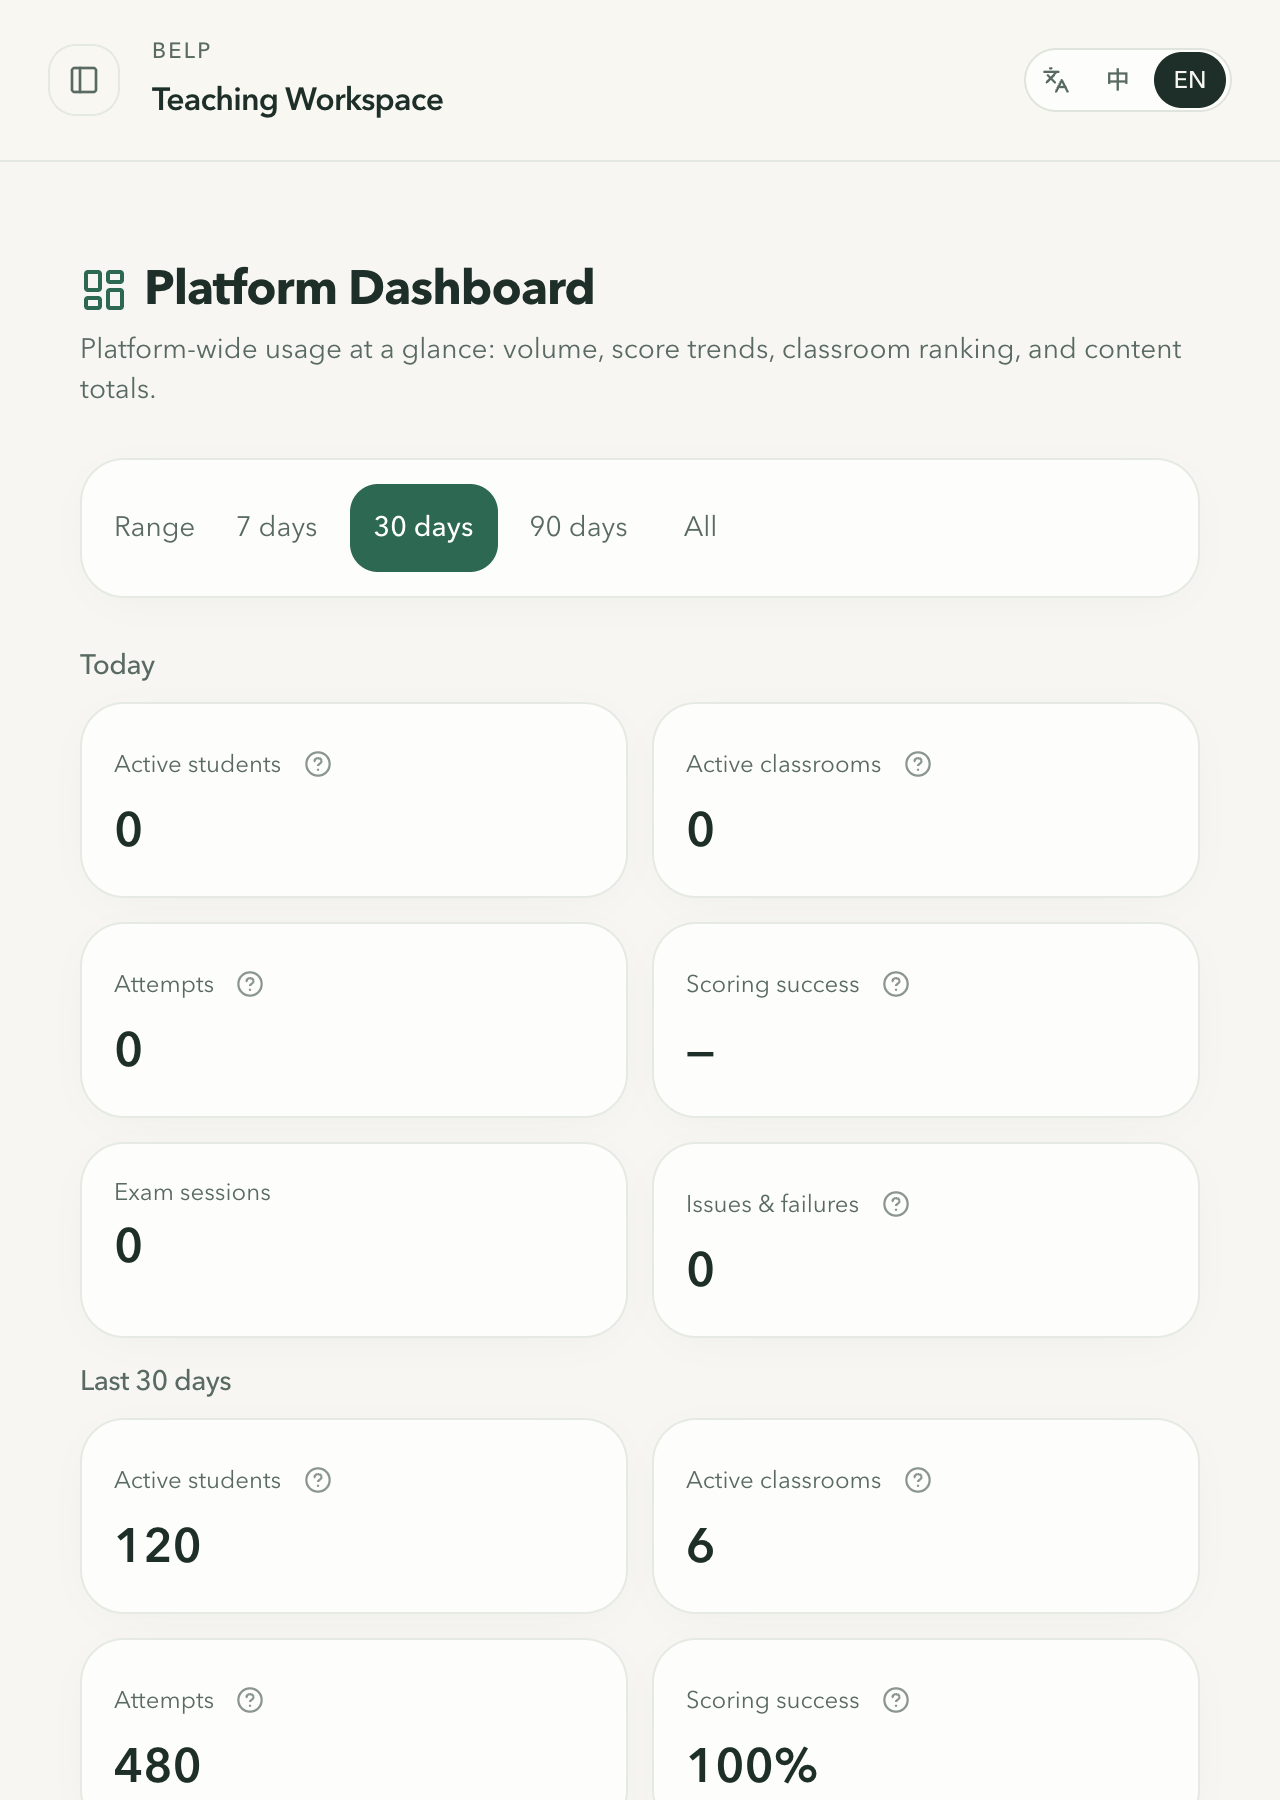 BELP
Teaching Workspace
中 EN
Platform Dashboard
Platform-wide usage at a glance: volume, score trends, classroom ranking, and content
totals.
Range 7 days 30 days 90 days All
Today
Active students
0
Active classrooms
0
Attempts
0
Scoring success
—
Exam sessions
0
Issues & failures
0
Last 30 days
Active students
120
Active classrooms
6
Attempts
480
Scoring success
100%